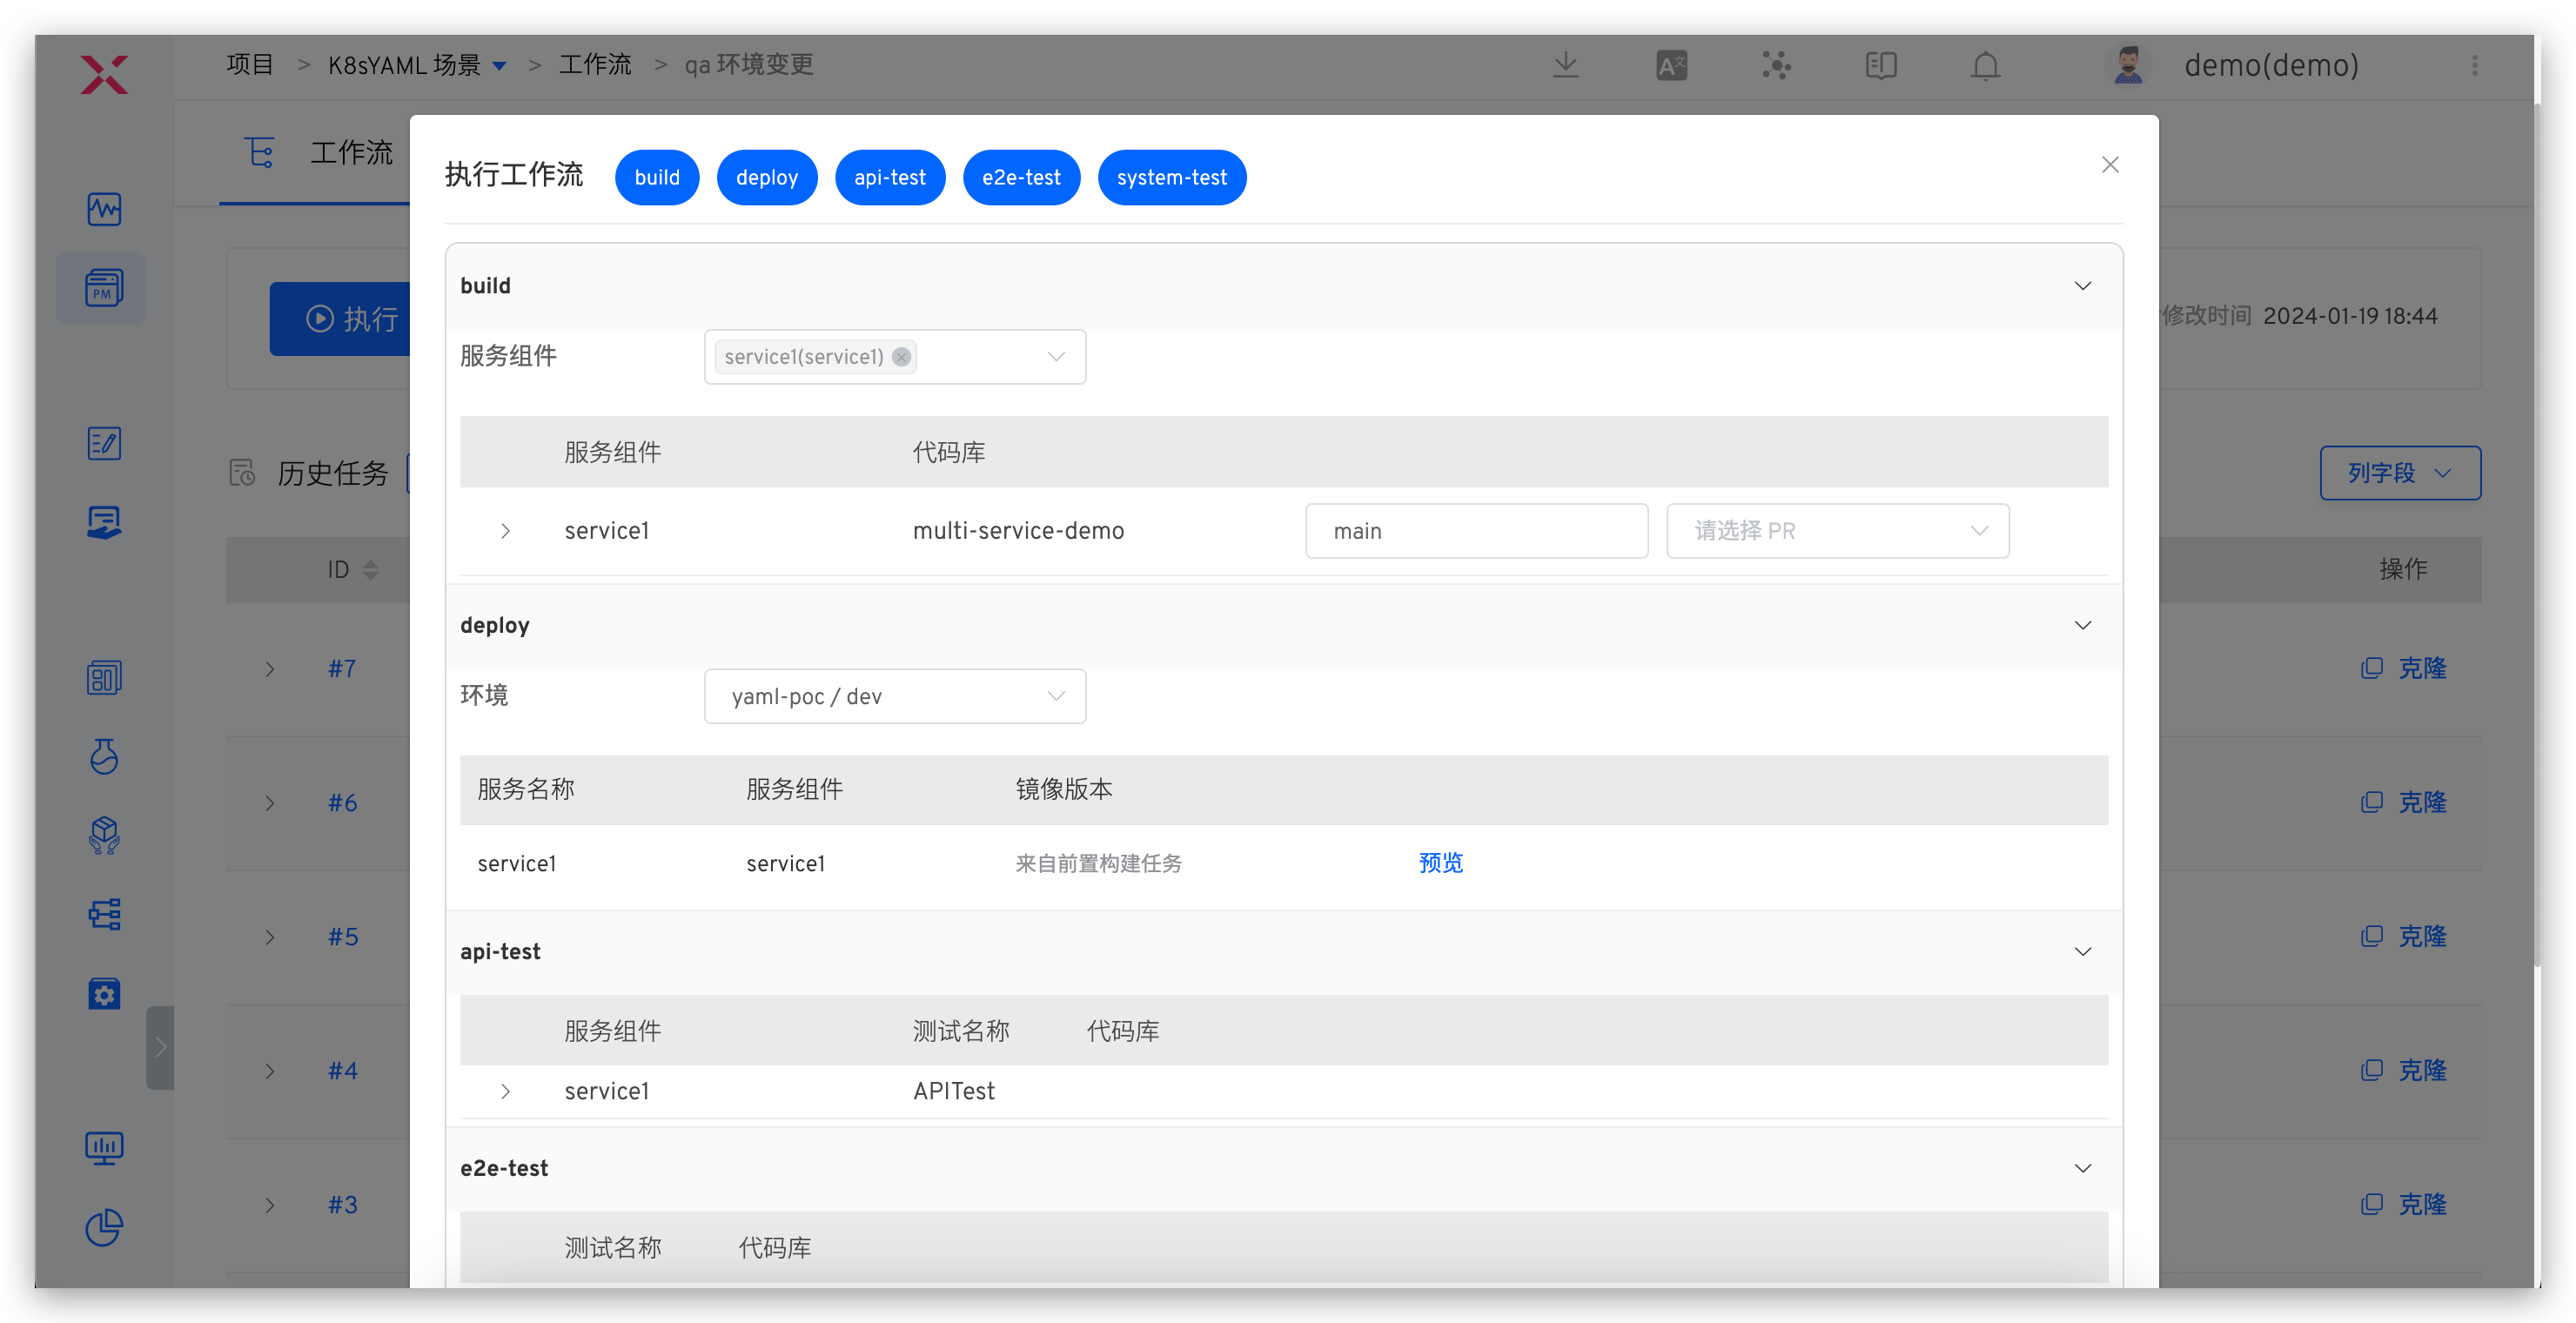 项目 > K8sYAML 场景 > 工作流 > qa 环境变更
demo(demo)
工作流
执行工作流 build deploy api-test e2e-test system-test
PM
执行
修改时间 2024-01-19 18:44
历史任务
列字段
ID
操作
#7 克隆
#6 克隆
#5 克隆
#4 克隆
#3 克隆
build
服务组件 service1(service1)
服务组件 代码库
service1 multi-service-demo main 请选择 PR
deploy
环境 yaml-poc / dev
服务名称 服务组件 镜像版本
service1 service1 来自前置构建任务 预览
api-test
服务组件 测试名称 代码库
service1 APITest
e2e-test
测试名称 代码库